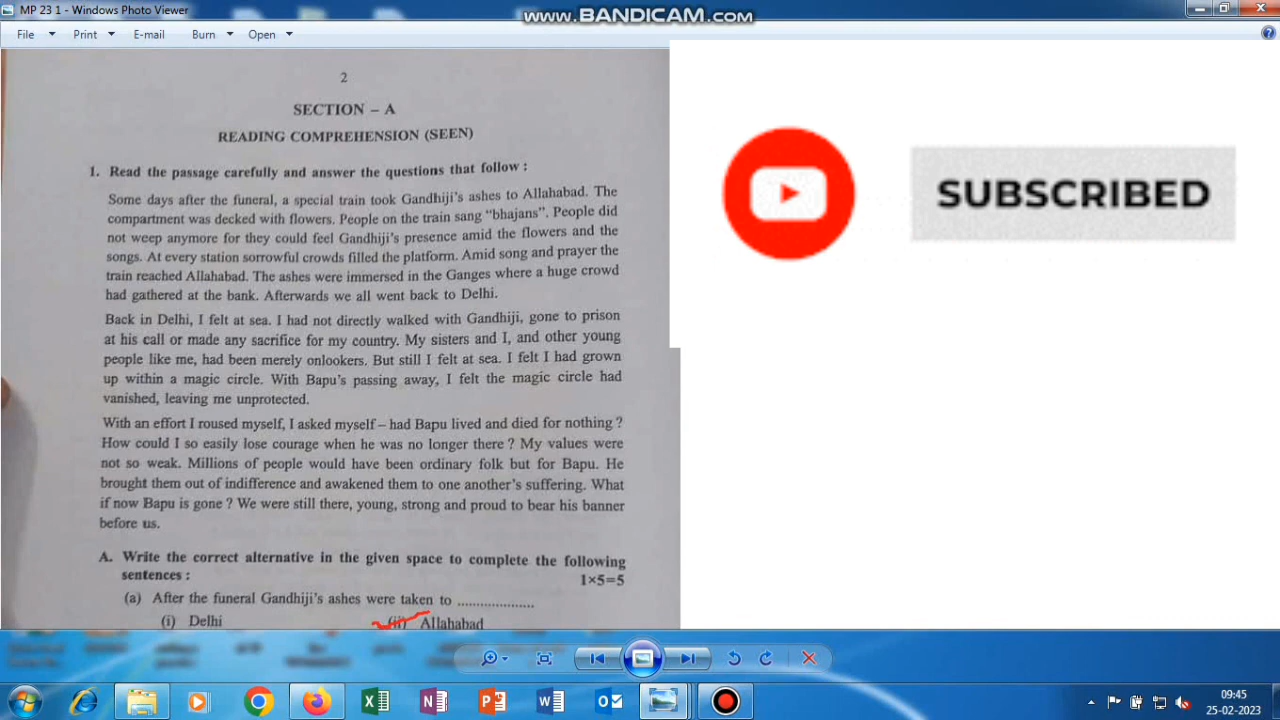 MP 23 1 - Windows Photo Viewer
www.BANDICAM.com
File Print E-mail Burn Open
2
SECTION – A
READING COMPREHENSION (SEEN)
1. Read the passage carefully and answer the questions that follow :
Some days after the funeral, a special train took Gandhiji's ashes to Allahabad. The
compartment was decked with flowers. People on the train sang "bhajans". People did
not weep anymore for they could feel Gandhiji's presence amid the flowers and the
songs. At every station sorrowful crowds filled the platform. Amid song and prayer the
train reached Allahabad. The ashes were immersed in the Ganges where a huge crowd
had gathered at the bank. Afterwards we all went back to Delhi.
Back in Delhi, I felt at sea. I had not directly walked with Gandhiji, gone to prison
at his call or made any sacrifice for my country. My sisters and I, and other young
people like me, had been merely onlookers. But still I felt at sea. I felt I had grown
up within a magic circle. With Bapu's passing away, I felt the magic circle had
vanished, leaving me unprotected.
With an effort I roused myself, I asked myself – had Bapu lived and died for nothing ?
How could I so easily lose courage when he was no longer there ? My values were
not so weak. Millions of people would have been ordinary folk but for Bapu. He
brought them out of indifference and awakened them to one another's suffering. What
if now Bapu is gone ? We were still there, young, strong and proud to bear his banner
before us.
A. Write the correct alternative in the given space to complete the following
sentences : 1×5=5
(a) After the funeral Gandhiji's ashes were taken to ...................
(i) Delhi (ii) Allahabad
SUBSCRIBED
09:45
25-02-2023